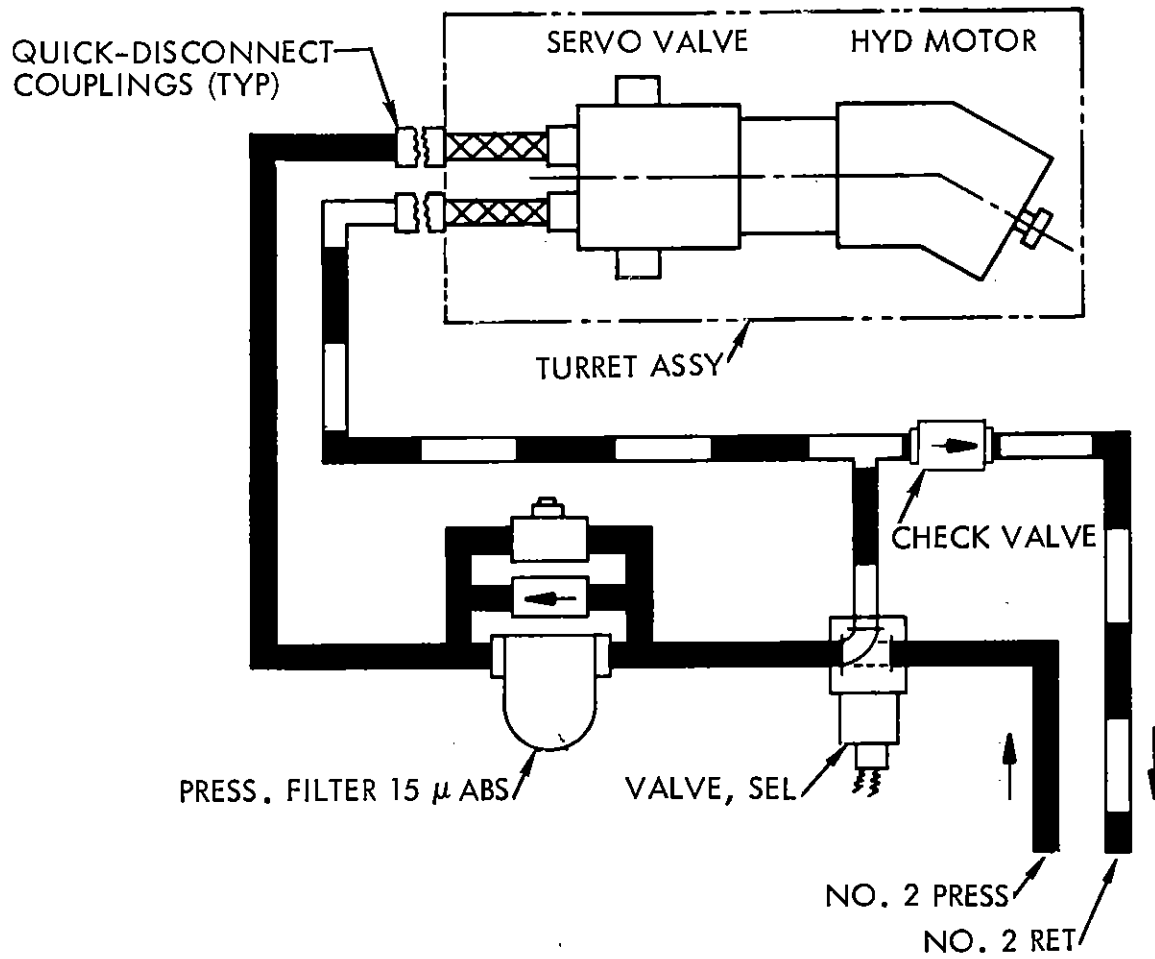 QUICK-DISCONNECT
COUPLINGS (TYP)
SERVO VALVE
HYD MOTOR
TURRET ASSY
CHECK VALVE
PRESS. FILTER 15 μ ABS
VALVE, SEL
NO. 2 PRESS
NO. 2 RET